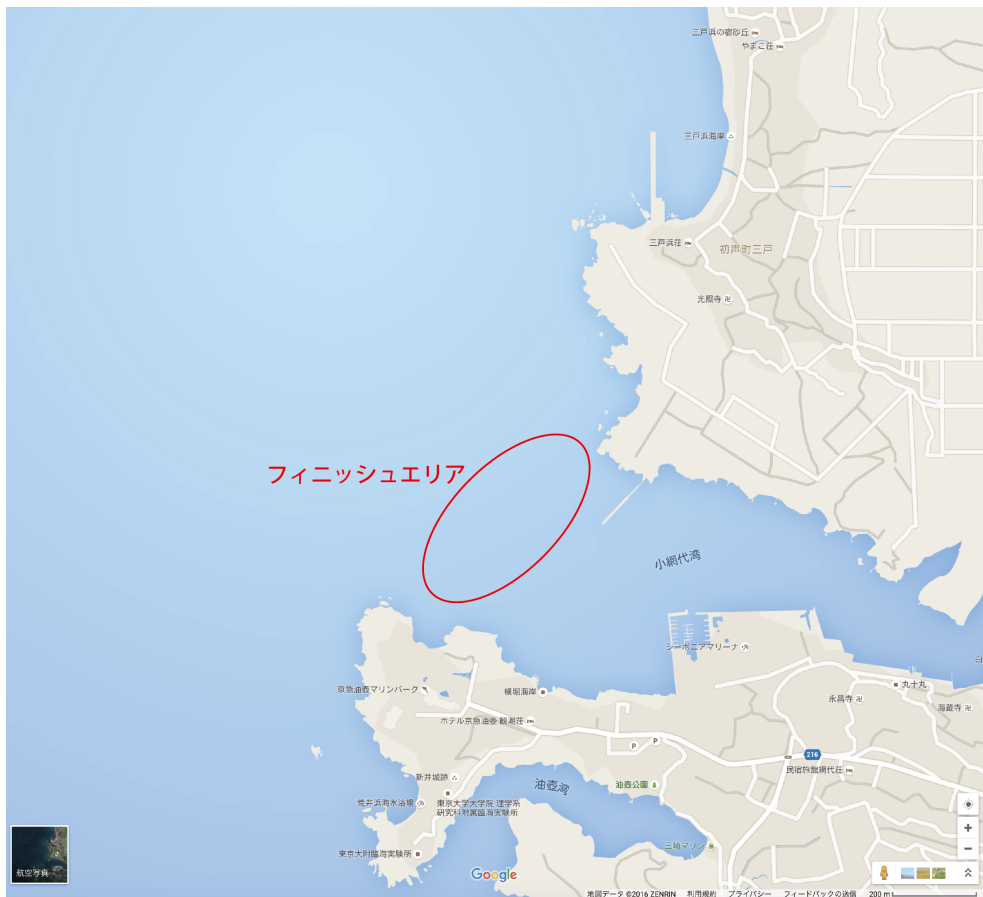 三戸浜の宿砂丘
やまこ荘
三戸浜海岸
三戸浜荘
初声町三戸
光照寺
フィニッシュエリア
小網代湾
シーボニアマリーナ
白
丸十丸
京急油壺マリンパーク
横堀海岸
永昌寺
海蔵寺
ホテル京急油壺 観潮荘
P
P
216
民宿旅館網代荘
新井城跡
油壺湾
油壺公園
荒井浜海水浴場
東京大学大学院 理学系
研究科附属臨海実験所
三崎マリン
東京大附臨海実験所
航空写真
Google
地図データ ©2016 ZENRIN 利用規約 プライバシー フィードバックの送信 200 m